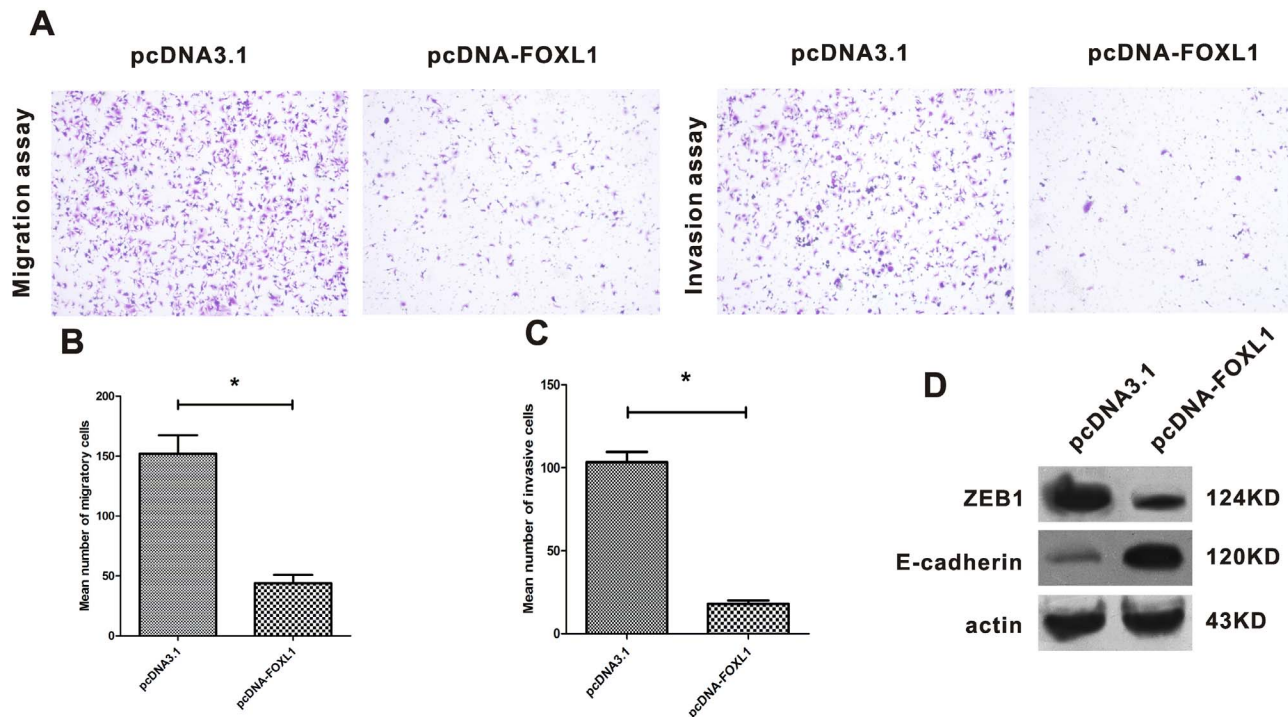 A
pcDNA3.1
pcDNA-FOXL1
pcDNA3.1
pcDNA-FOXL1
Migration assay
Invasion assay
B
*
Mean number of migratory cells
200
150
100
50
0
pcDNA3.1
pcDNA-FOXL1
C
*
Mean number of invasive cells
150
100
50
0
pcDNA3.1
pcDNA-FOXL1
D
pcDNA3.1
pcDNA-FOXL1
ZEB1
124KD
E-cadherin
120KD
actin
43KD